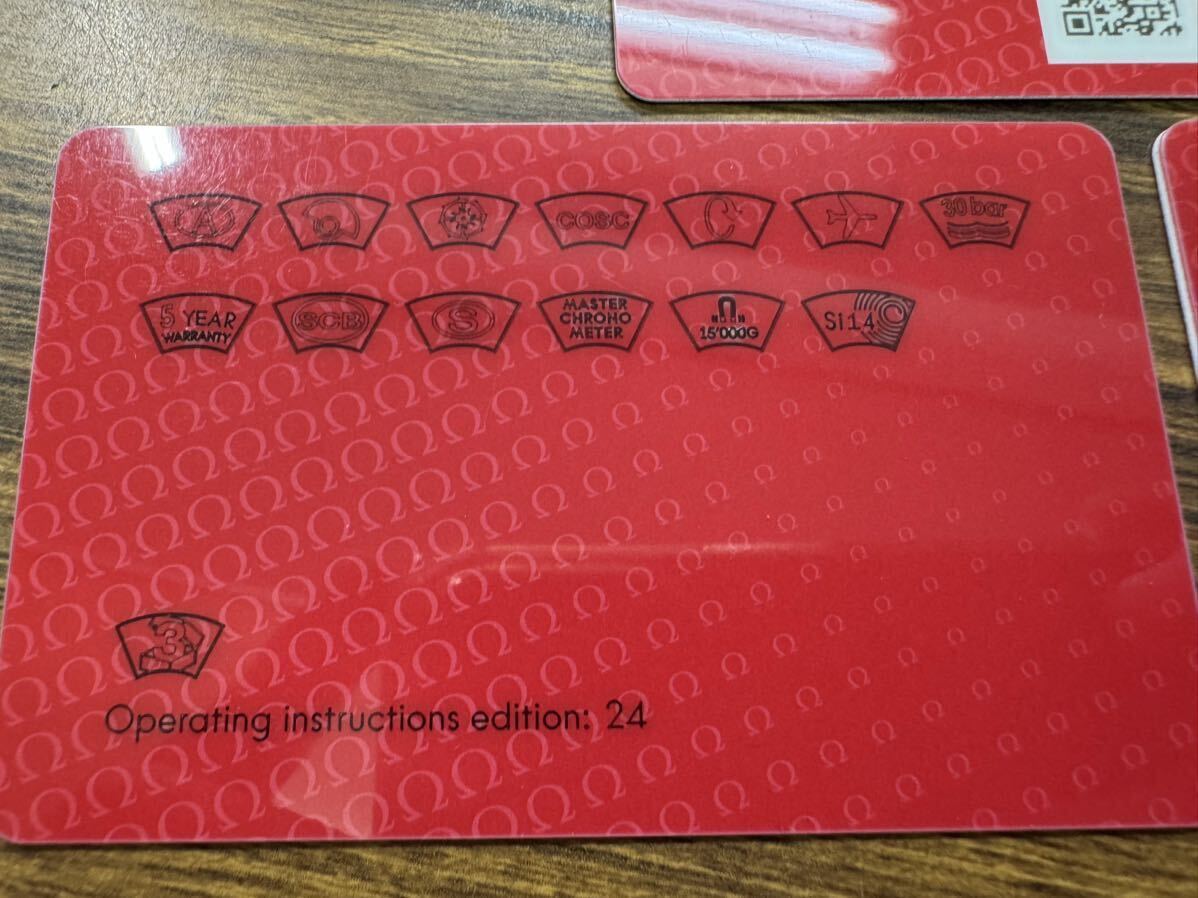 A
COSC
30 bar
5 YEAR
WARRANTY
SCB
S
MASTER
CHRONO
METER
15'000G
Si14
3
Operating instructions edition: 24